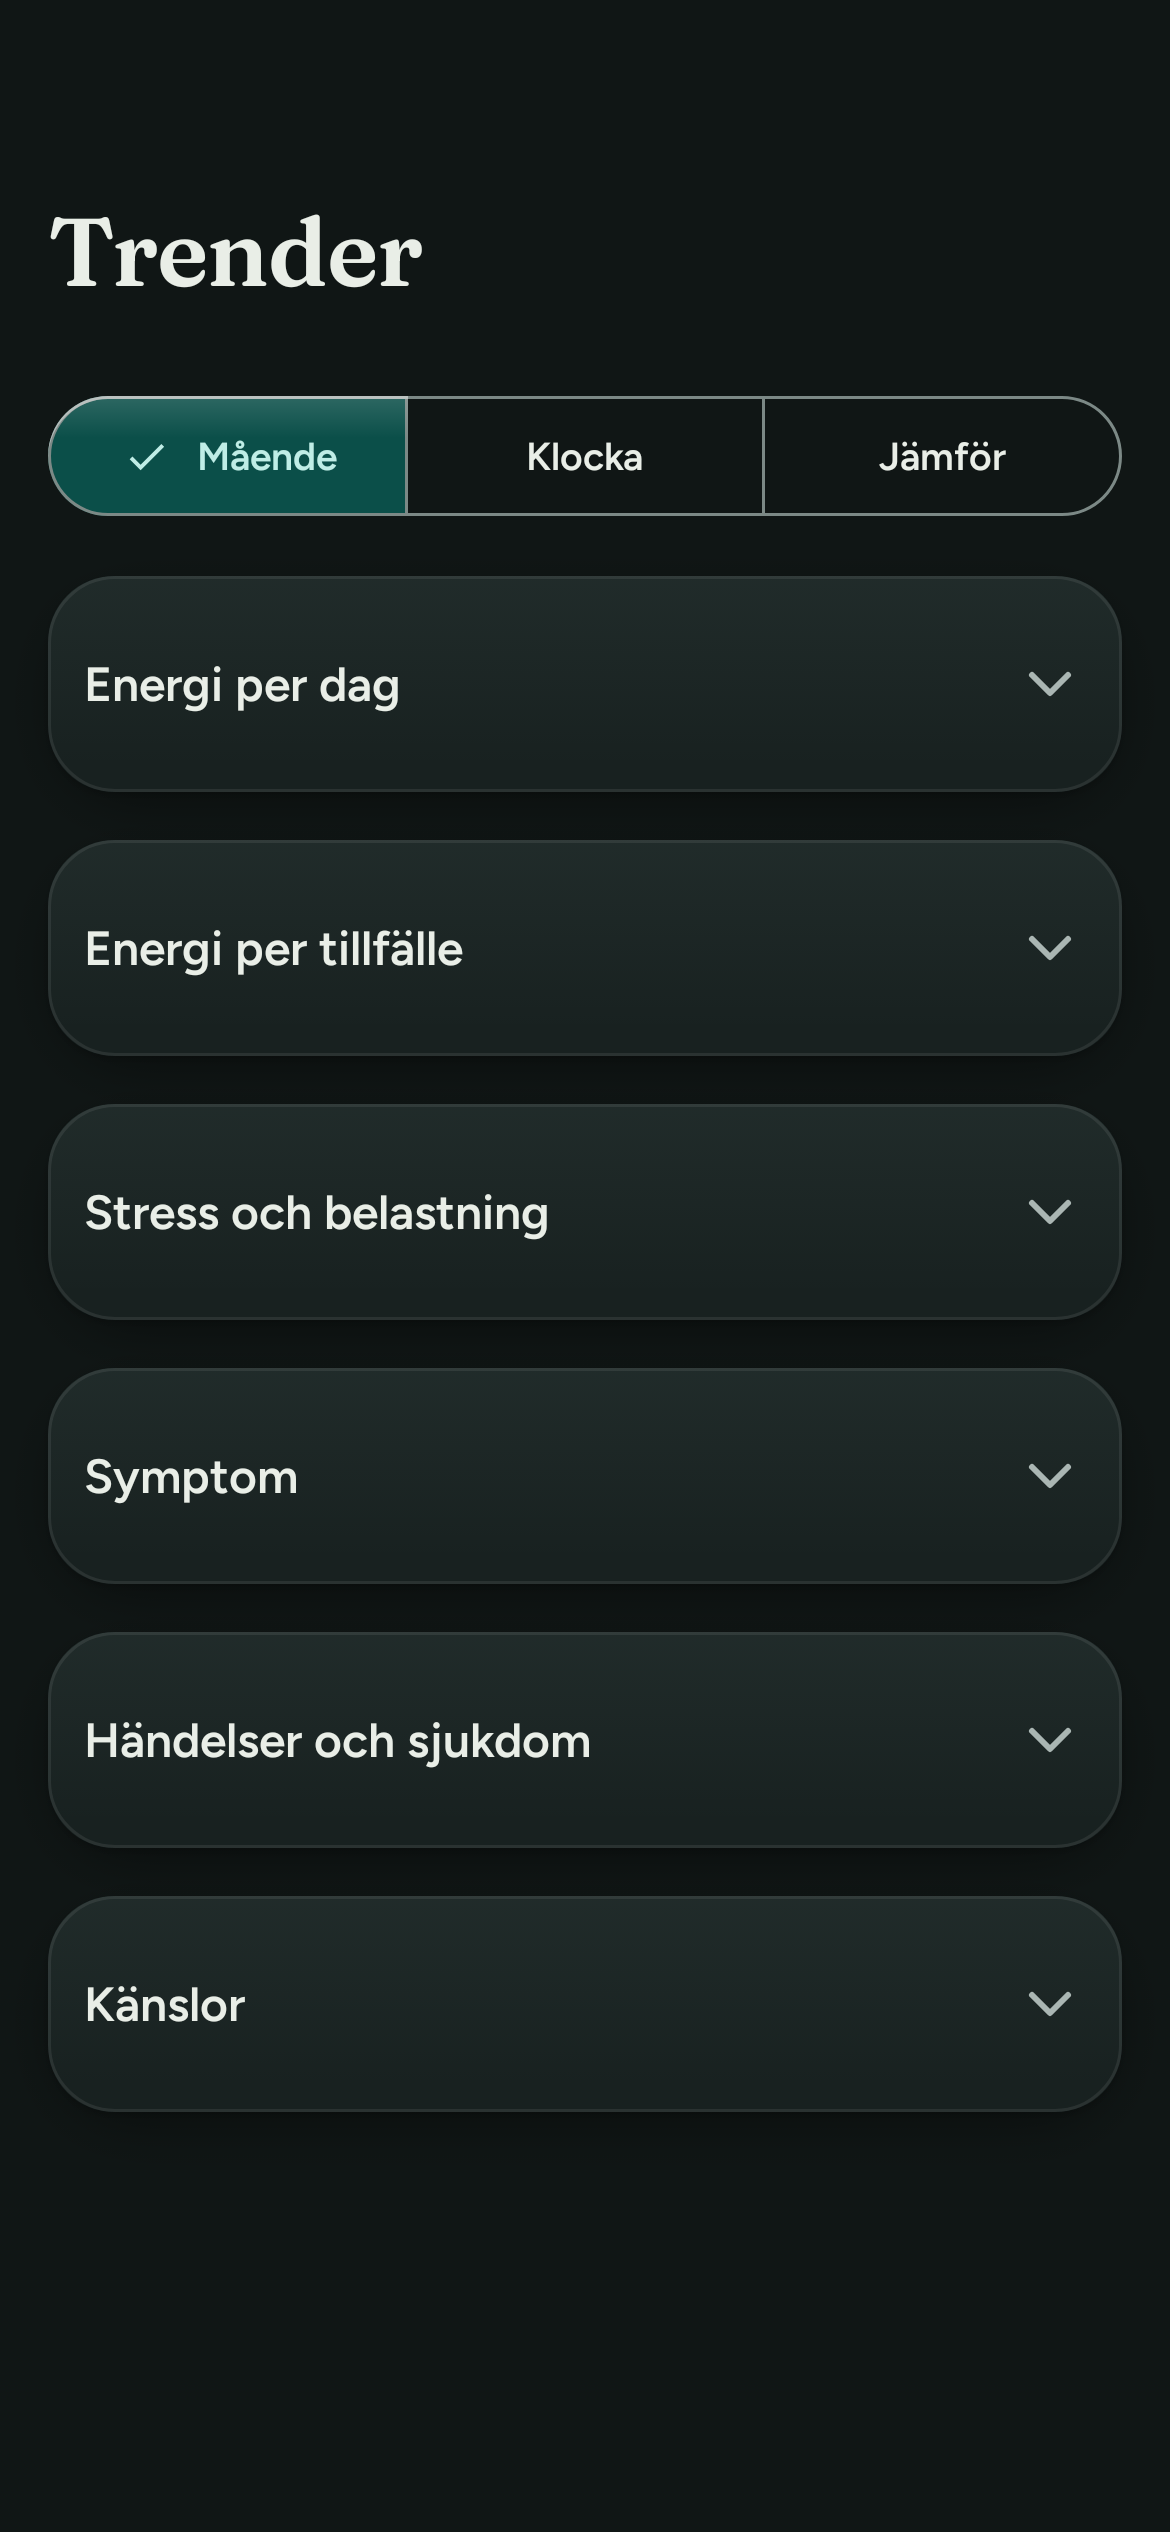 Trender
Mående
Klocka
Jämför
Energi per dag
Energi per tillfälle
Stress och belastning
Symptom
Händelser och sjukdom
Känslor